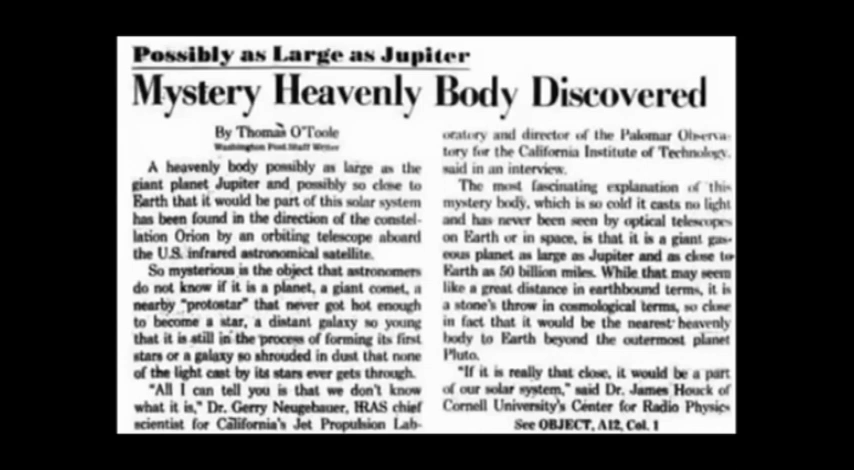 Possibly as Large as Jupiter
Mystery Heavenly Body Discovered
By Thomas O'Toole
Washington Post Staff Writer
A heavenly body possibly as large as the
giant planet Jupiter and possibly so close to
Earth that it would be part of this solar system
has been found in the direction of the constel-
lation Orion by an orbiting telescope aboard
the U.S. infrared astronomical satellite.
So mysterious is the object that astronomers
do not know if it is a planet, a giant comet, a
nearby "protostar" that never got hot enough
to become a star, a distant galaxy so young
that it is still in the process of forming its first
stars or a galaxy so shrouded in dust that none
of the light cast by its stars ever gets through.
"All I can tell you is that we don't know
what it is," Dr. Gerry Neugebauer, IRAS chief
scientist for California's Jet Propulsion Lab-
oratory and director of the Palomar Observa-
tory for the California Institute of Technology,
said in an interview.
The most fascinating explanation of this
mystery body, which is so cold it casts no light
and has never been seen by optical telescopes
on Earth or in space, is that it is a giant gas-
eous planet as large as Jupiter and as close to
Earth as 50 billion miles. While that may seem
like a great distance in earthbound terms, it is
a stone's throw in cosmological terms, so close
in fact that it would be the nearest heavenly
body to Earth beyond the outermost planet
Pluto.
"If it is really that close, it would be a part
of our solar system," said Dr. James Houck of
Cornell University's Center for Radio Physics
See OBJECT, A12, Col. 1